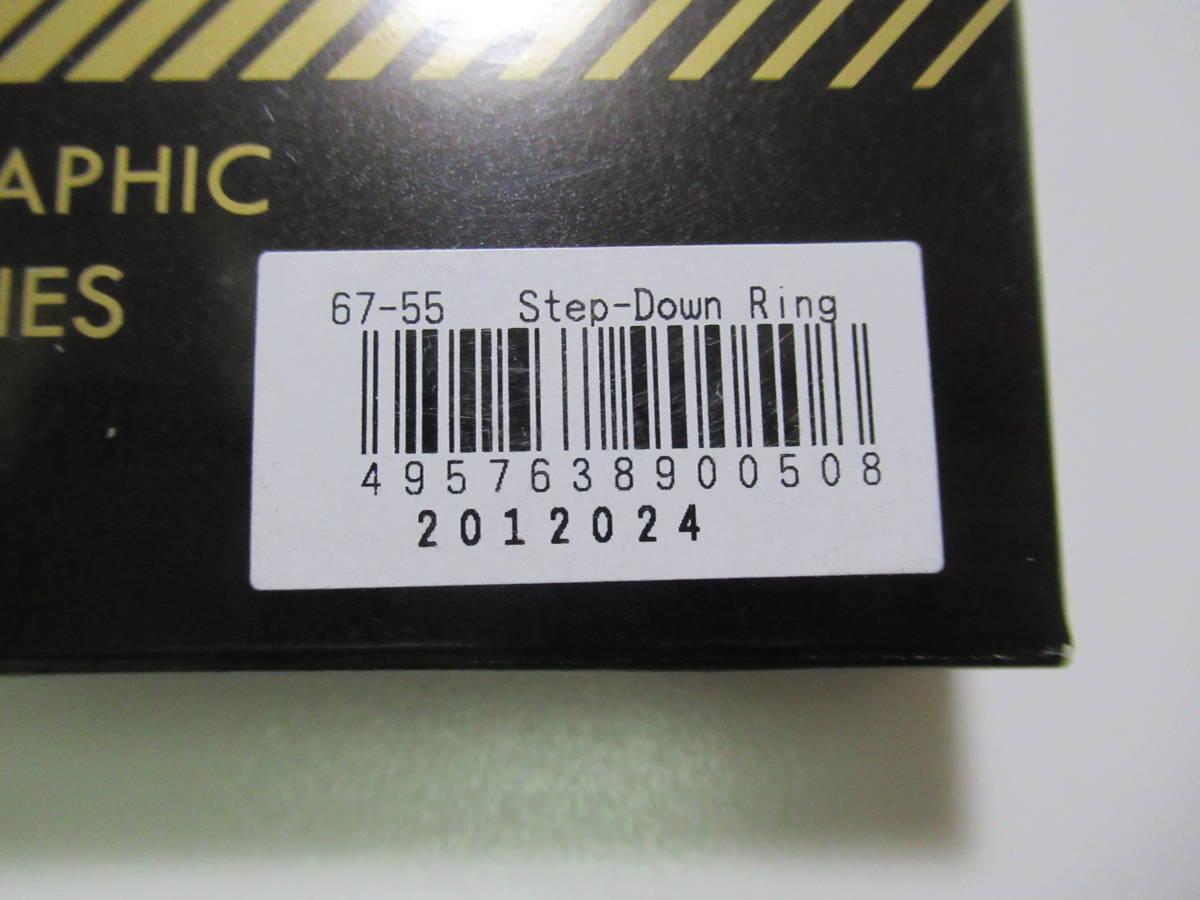 APHIC
IES
67-55 Step-Down Ring
4957638900508
2012024